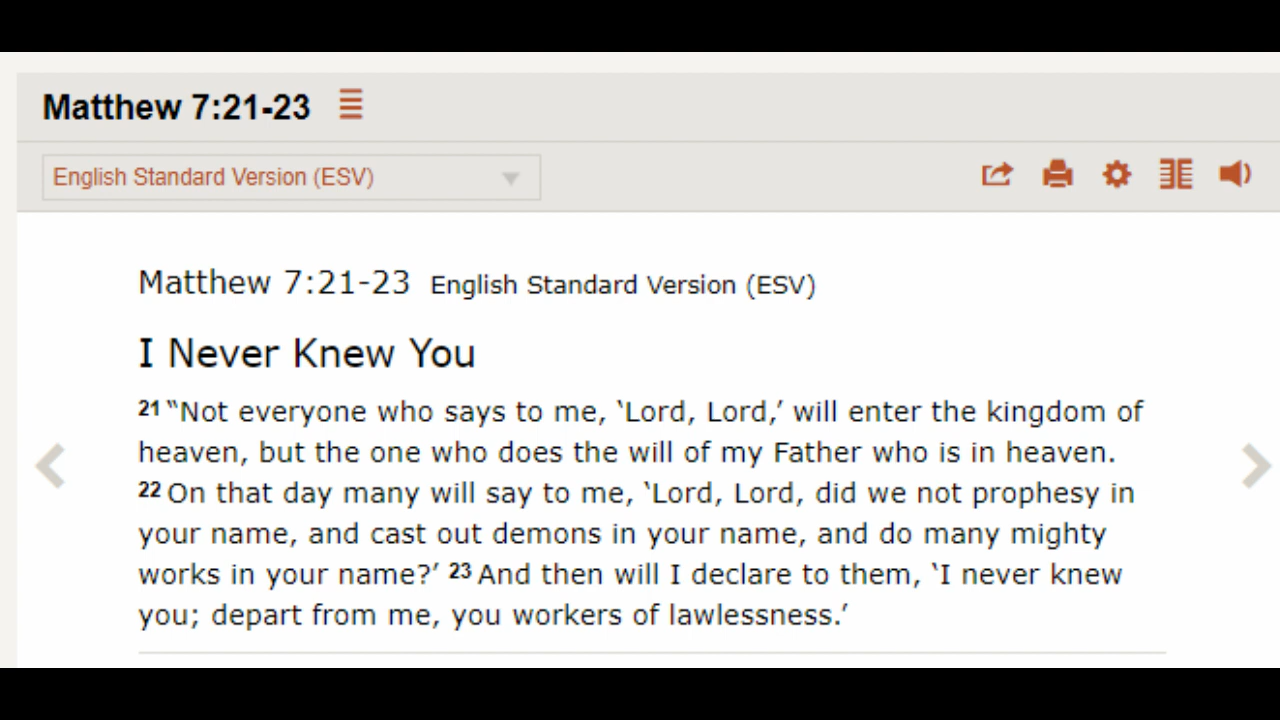 Matthew 7:21-23
English Standard Version (ESV)
Matthew 7:21-23 English Standard Version (ESV)
I Never Knew You
21 “Not everyone who says to me, ‘Lord, Lord,’ will enter the kingdom of
heaven, but the one who does the will of my Father who is in heaven.
22 On that day many will say to me, ‘Lord, Lord, did we not prophesy in
your name, and cast out demons in your name, and do many mighty
works in your name?’ 23 And then will I declare to them, ‘I never knew
you; depart from me, you workers of lawlessness.’